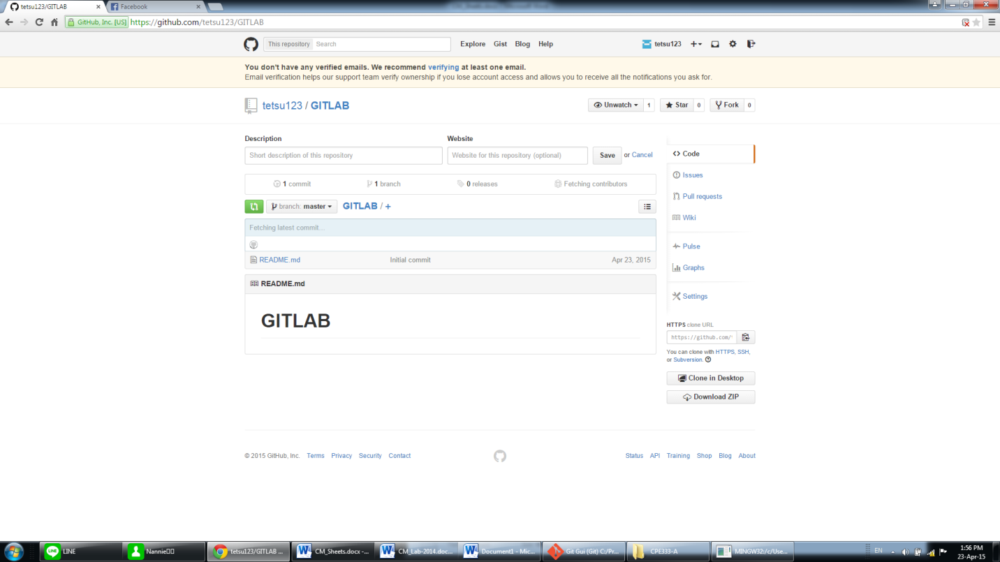 tetsu123/GITLAB
Facebook
GitHub, Inc. [US] https://github.com/tetsu123/GITLAB
This repository Search Explore Gist Blog Help tetsu123
You don't have any verified emails. We recommend verifying at least one email.
Email verification helps our support team verify ownership if you lose account access and allows you to receive all the notifications you ask for.
tetsu123 / GITLAB
Unwatch 1 Star 0 Fork 0
Description Website
Short description of this repository Website for this repository (optional) Save or Cancel
1 commit 1 branch 0 releases Fetching contributors
branch: master GITLAB / +
Fetching latest commit...
README.md Initial commit Apr 23, 2015
README.md
GITLAB
Code
Issues
Pull requests
Wiki
Pulse
Graphs
Settings
HTTPS clone URL
https://github.com/
You can clone with HTTPS, SSH,
or Subversion.
Clone in Desktop
Download ZIP
© 2015 GitHub, Inc. Terms Privacy Security Contact Status API Training Shop Blog About
LINE Nannie tetsu123/GITLAB ... CM_Sheets.docx -... CM_Lab-2014.doc... Document1 - Mic... Git Gui (Git) C:/Pr... CPE333-A MINGW32:/c/Use... EN 1:56 PM
23-Apr-15